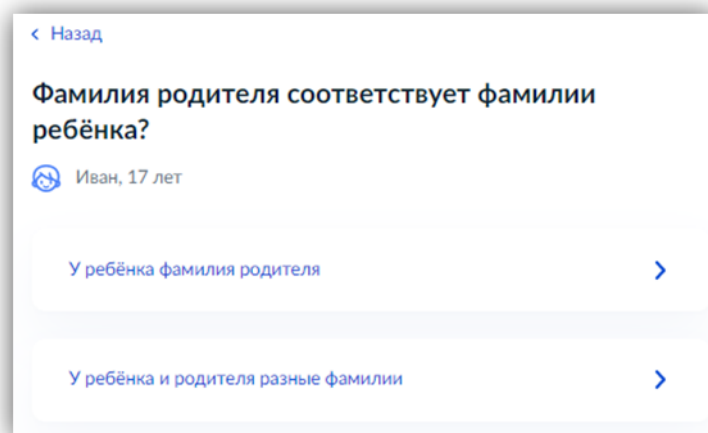 Назад
Фамилия родителя соответствует фамилии
ребёнка?
Иван, 17 лет
У ребёнка фамилия родителя
У ребёнка и родителя разные фамилии